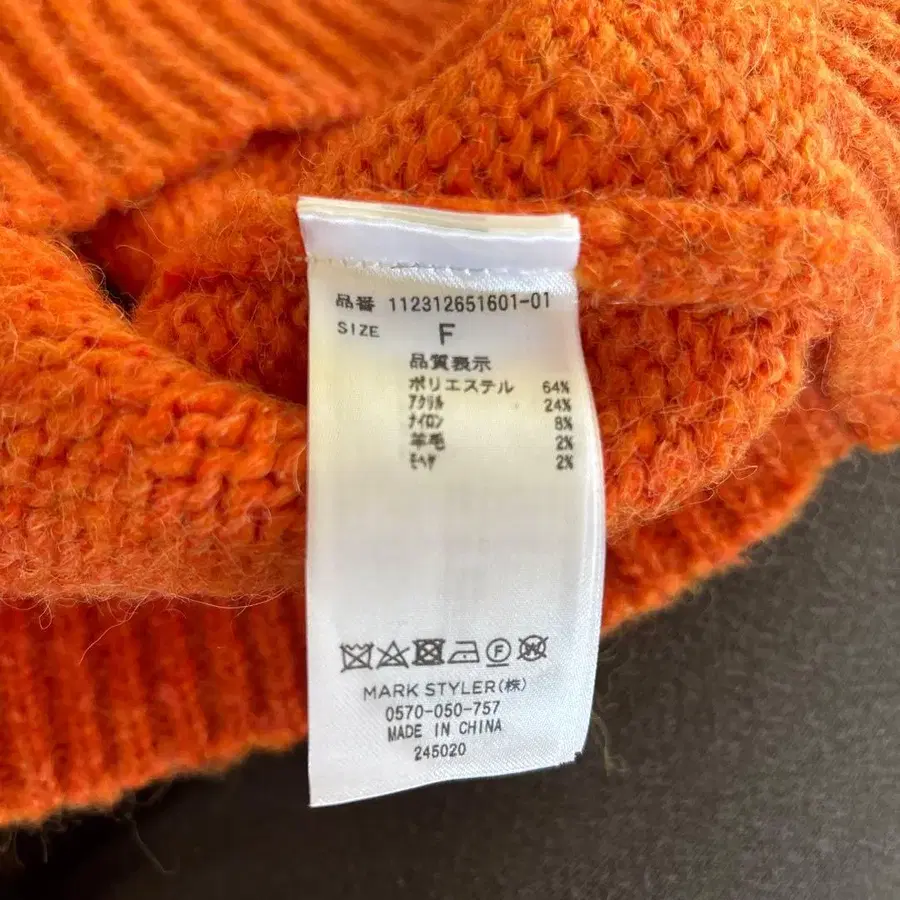 品番 112312651601-01
SIZE F
品質表示
ポリエステル 64%
アクリル 24%
ナイロン 8%
羊毛 2%
モヘヤ 2%
F W
MARK STYLER(株)
0570-050-757
MADE IN CHINA
245020